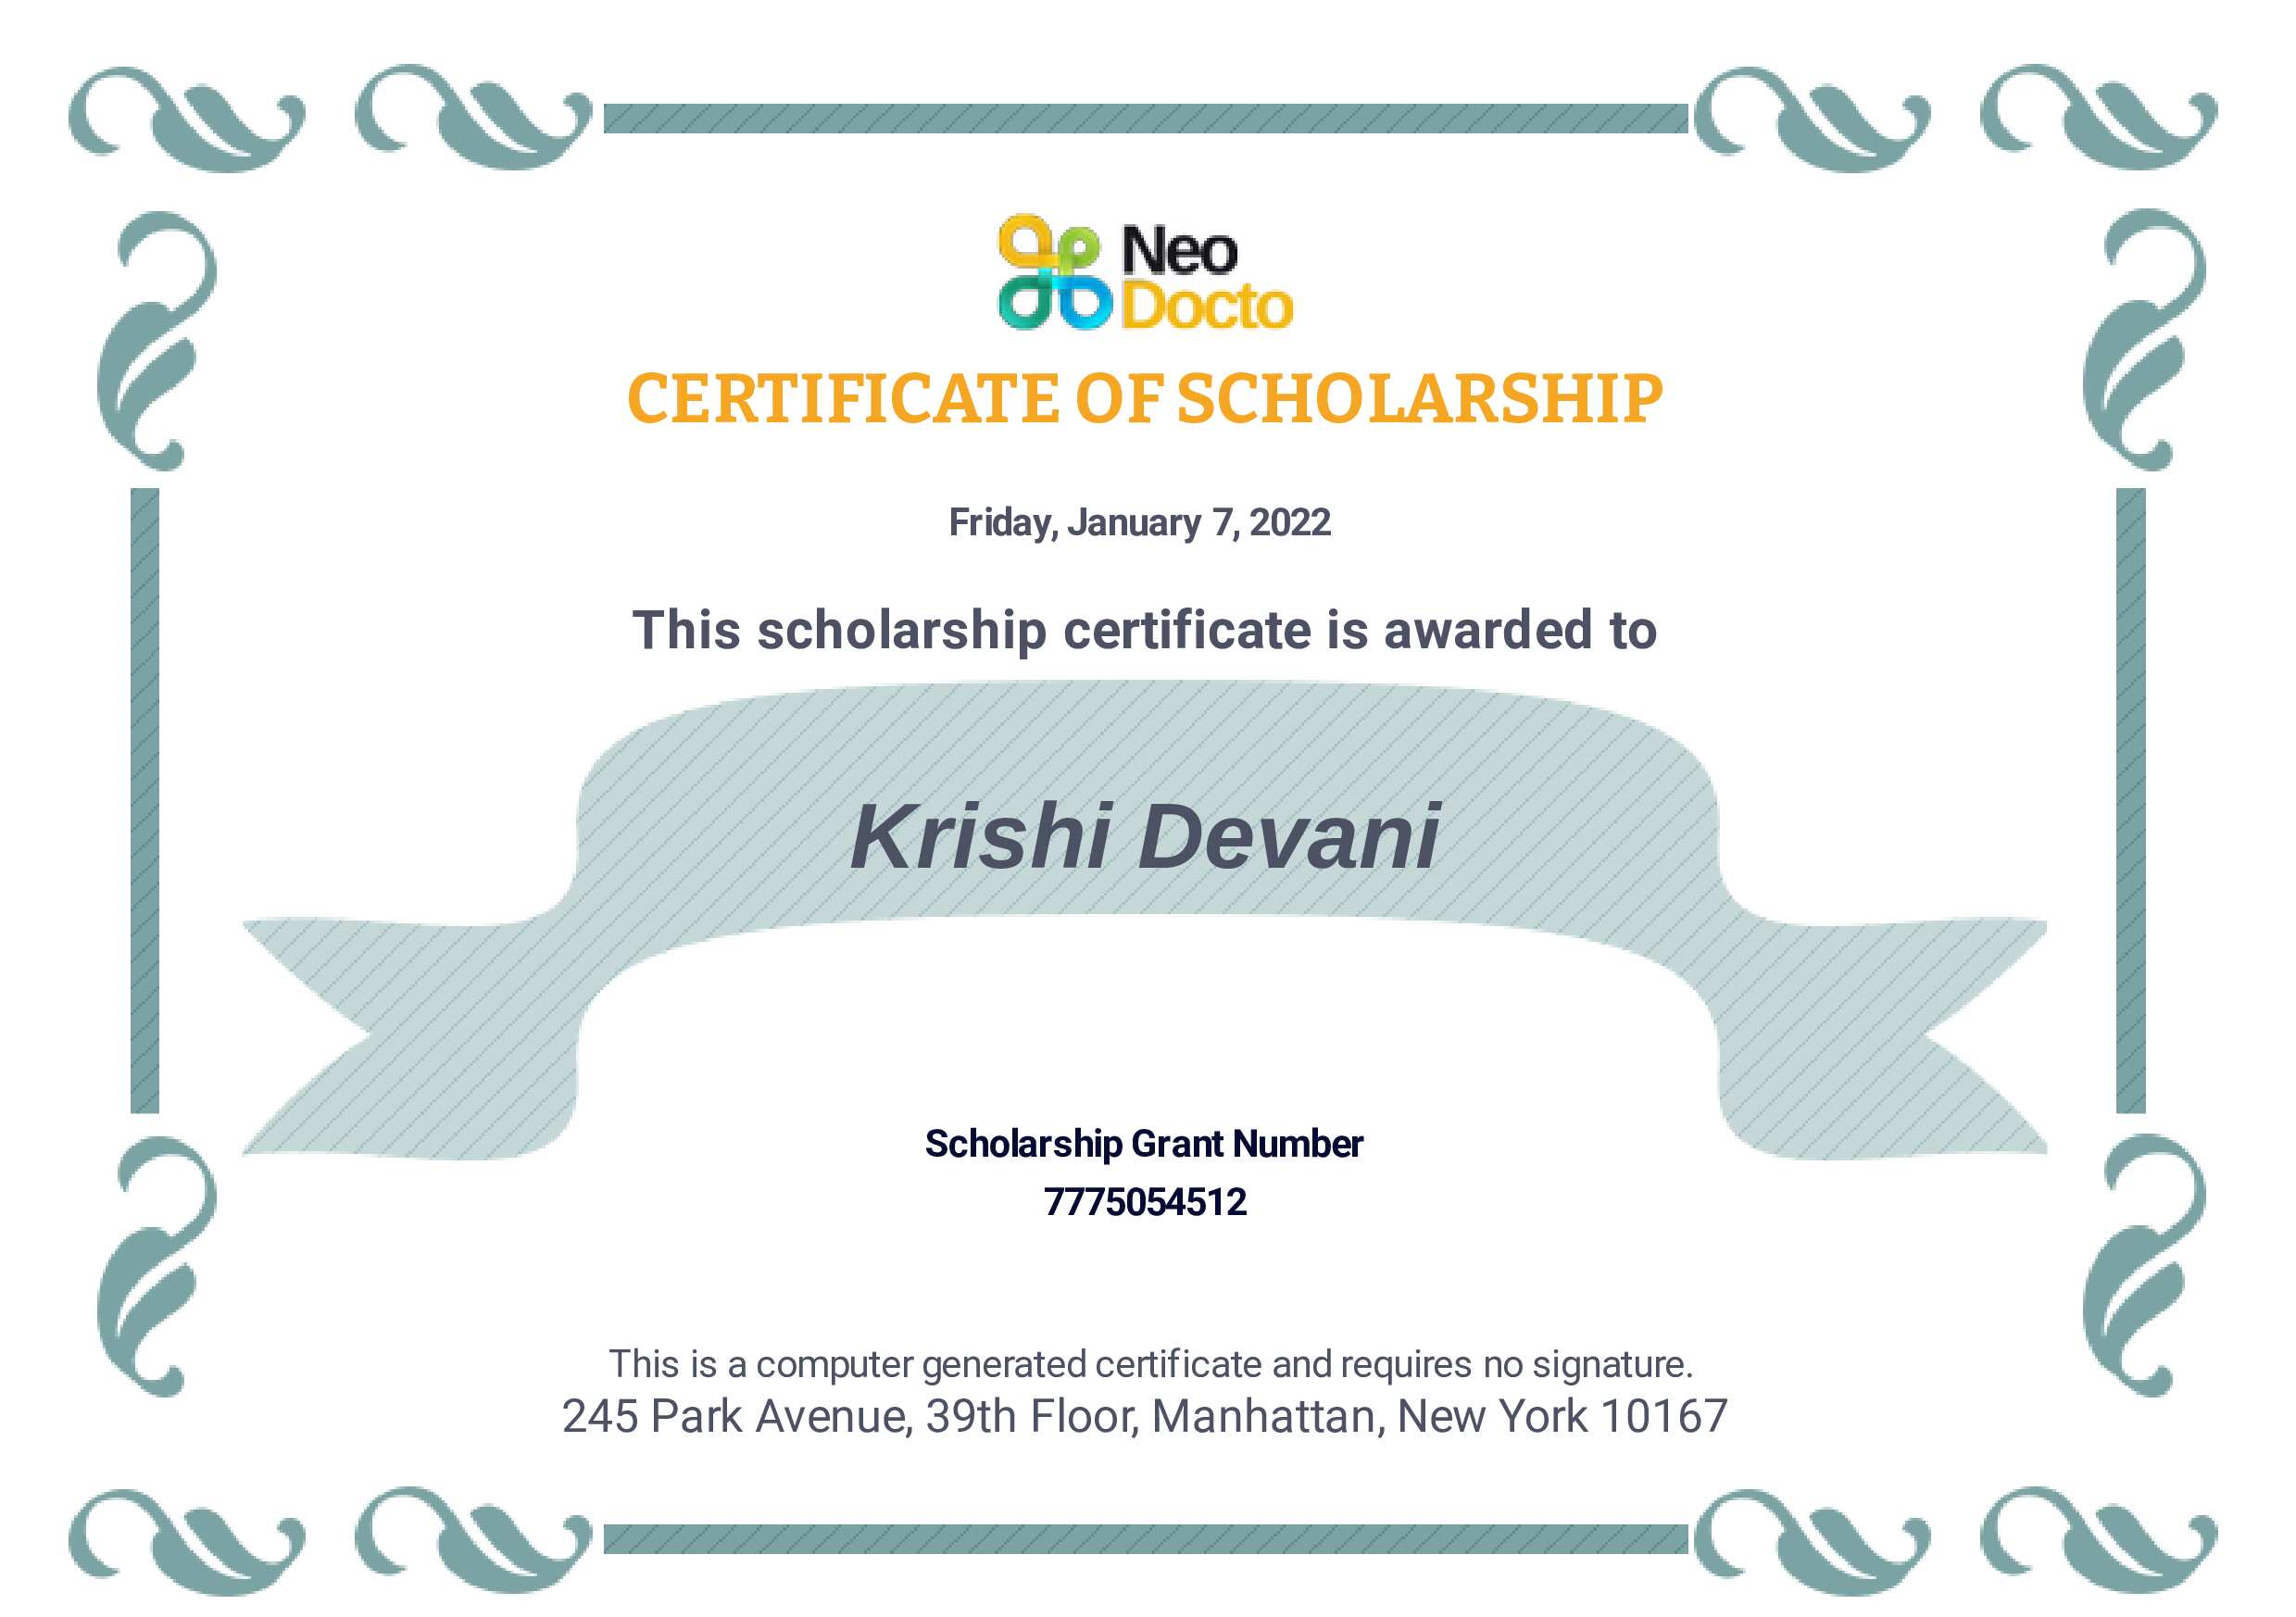 Neo
Docto
CERTIFICATE OF SCHOLARSHIP
Friday, January 7, 2022
This scholarship certificate is awarded to
Krishi Devani
Scholarship Grant Number
7775054512
This is a computer generated certificate and requires no signature.
245 Park Avenue, 39th Floor, Manhattan, New York 10167